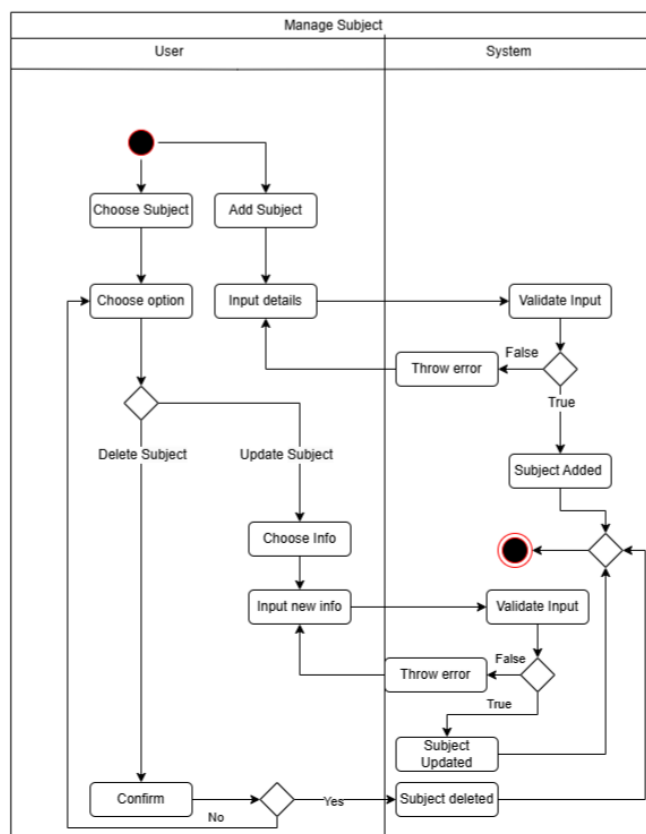 Manage Subject
User
System
Choose Subject
Add Subject
Choose option
Input details
Validate Input
False
Throw error
True
Delete Subject
Update Subject
Subject Added
Choose Info
Input new info
Validate Input
False
Throw error
True
Subject
Updated
Confirm
Yes
Subject deleted
No